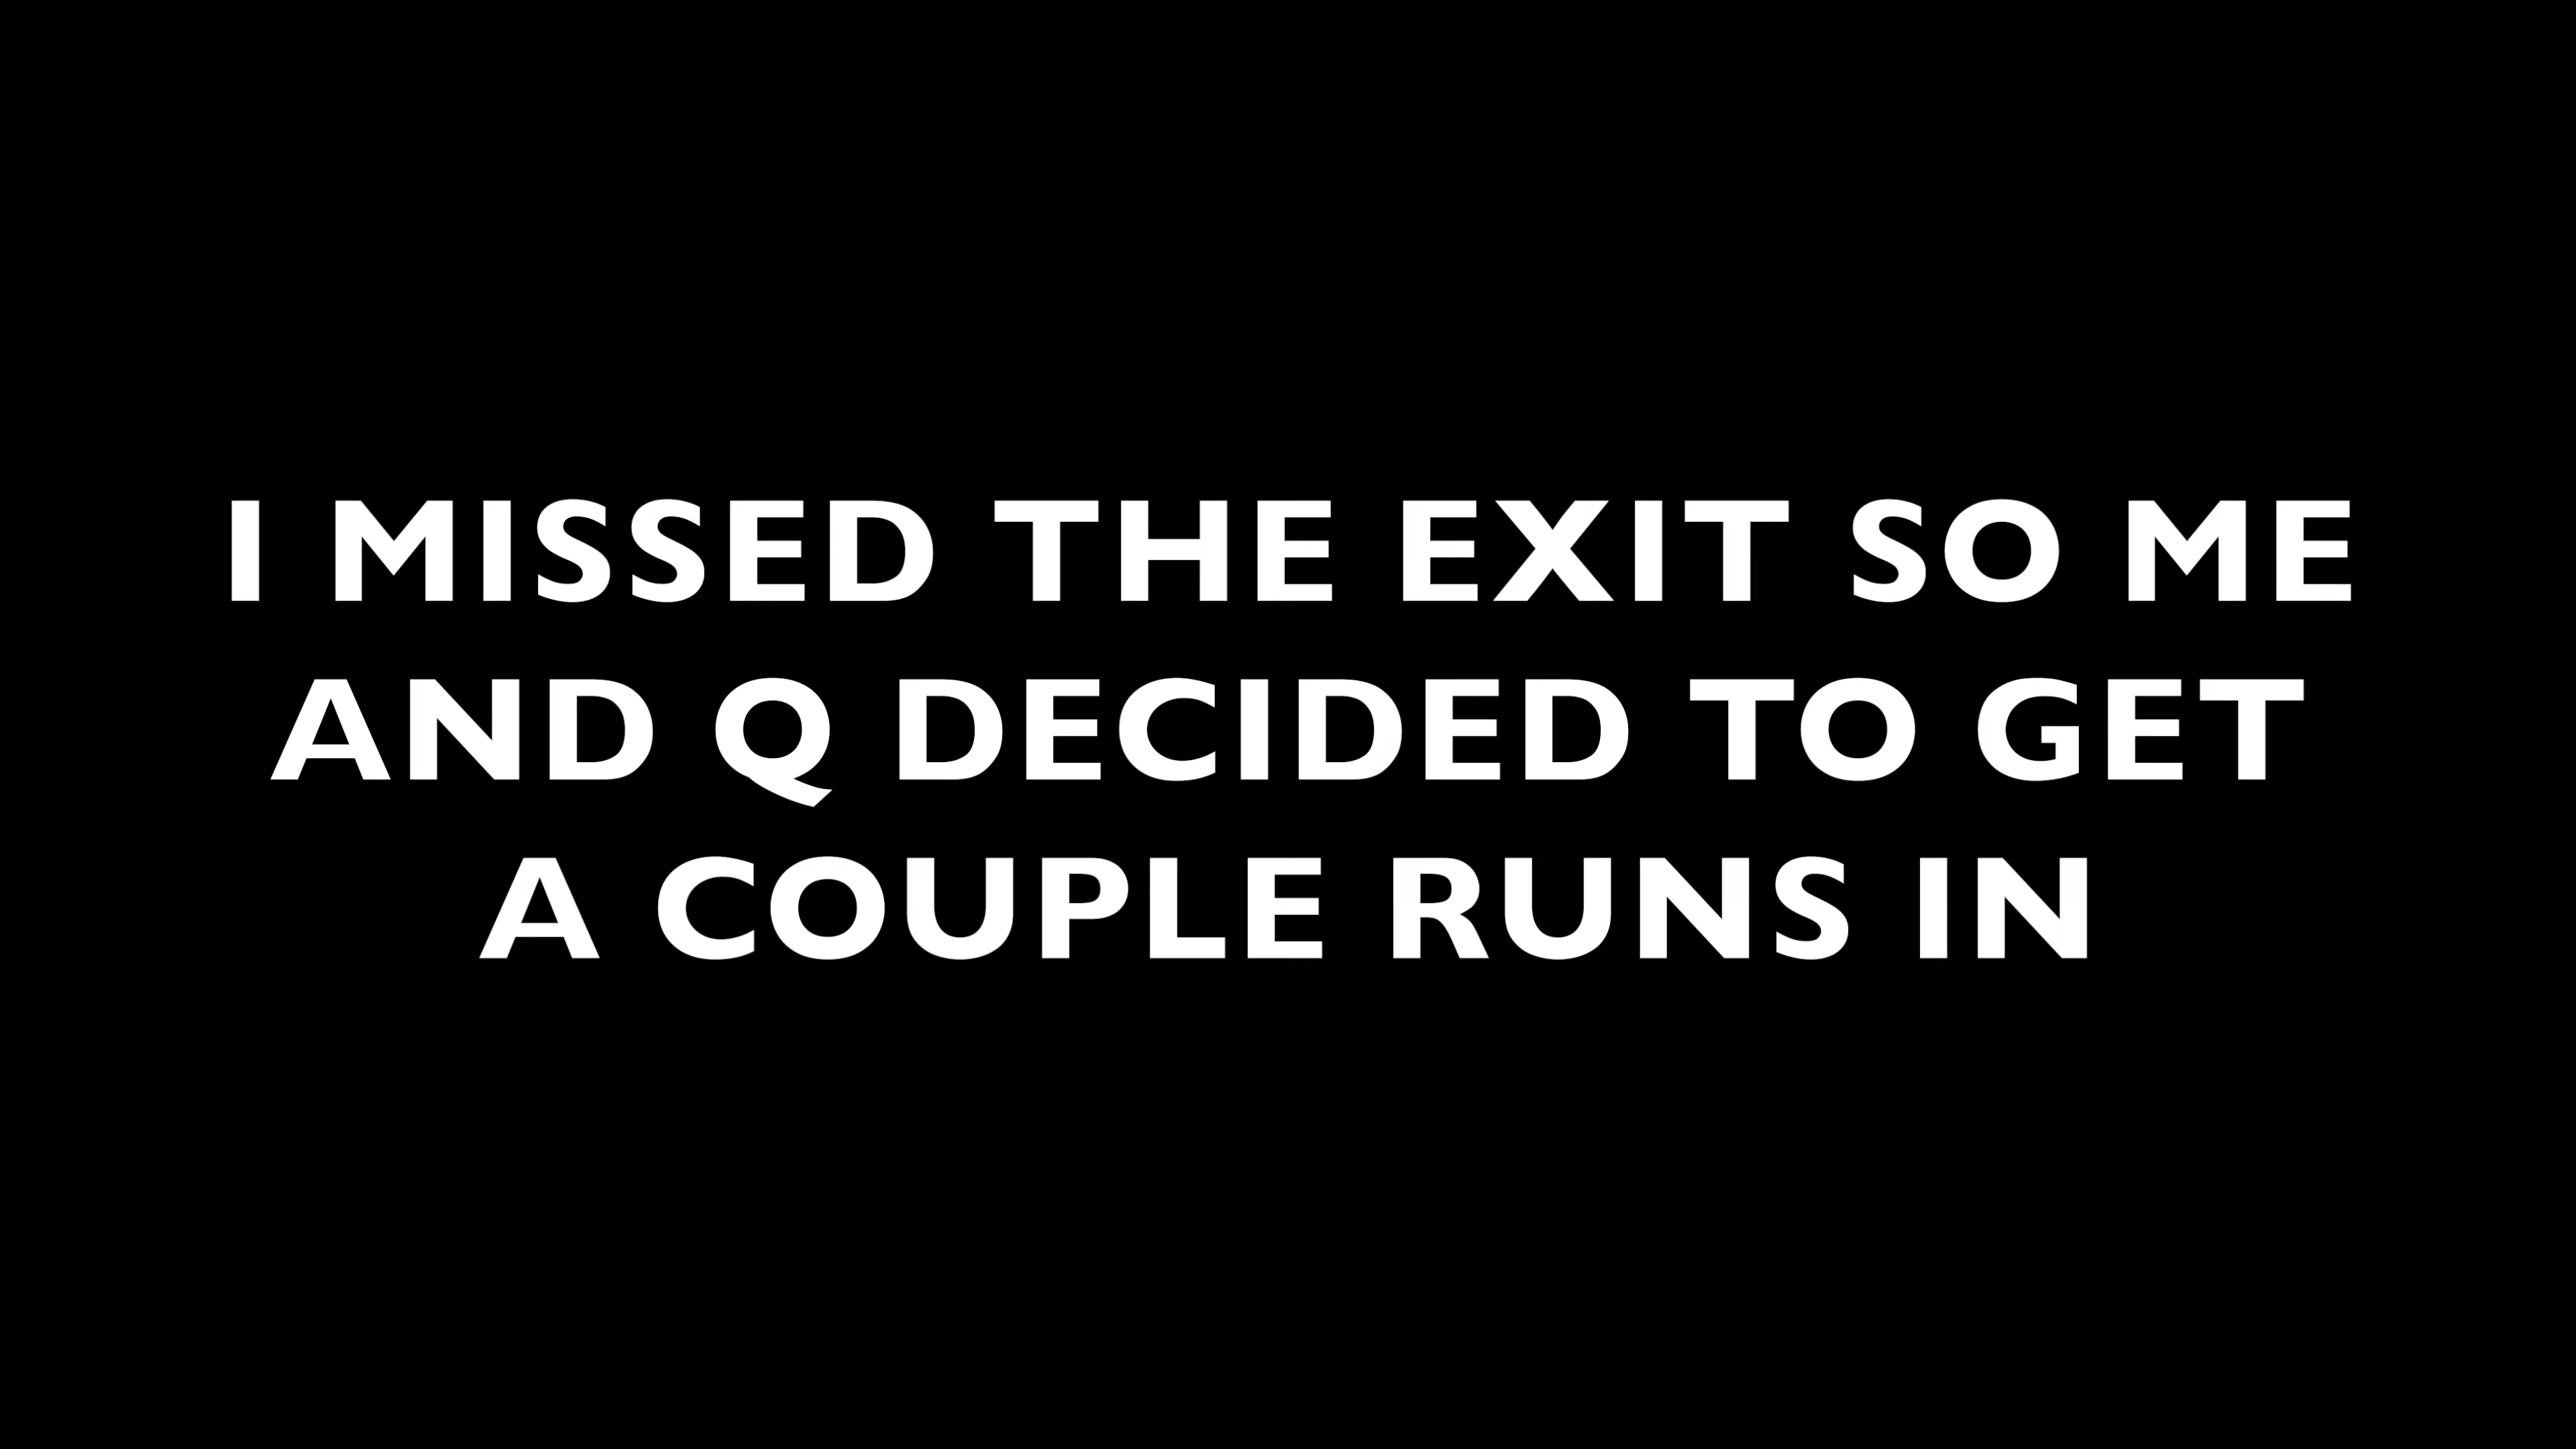 I MISSED THE EXIT SO ME
AND Q DECIDED TO GET
A COUPLE RUNS IN